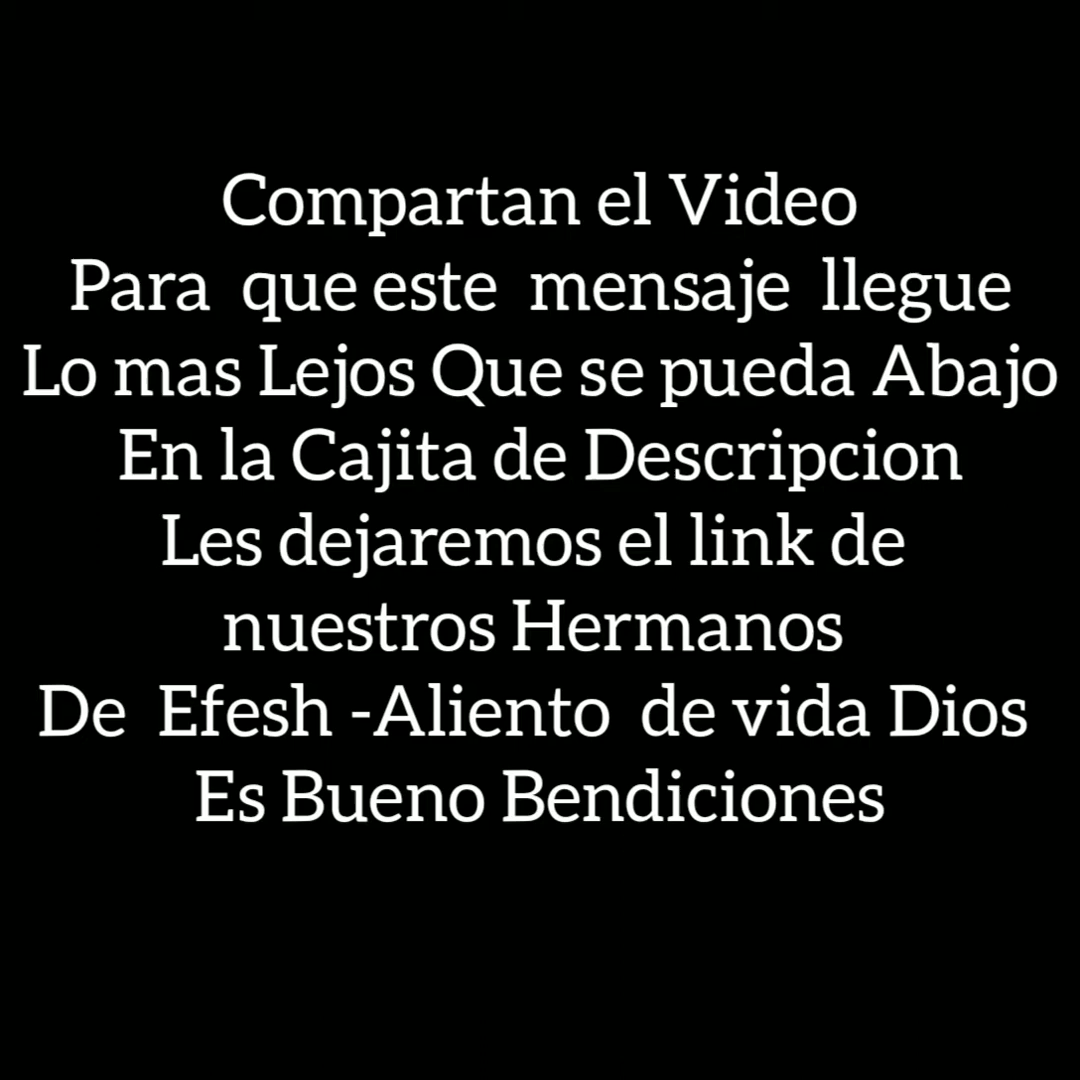 Compartan el Video
Para que este mensaje llegue
Lo mas Lejos Que se pueda Abajo
En la Cajita de Descripcion
Les dejaremos el link de
nuestros Hermanos
De Efesh -Aliento de vida Dios
Es Bueno Bendiciones